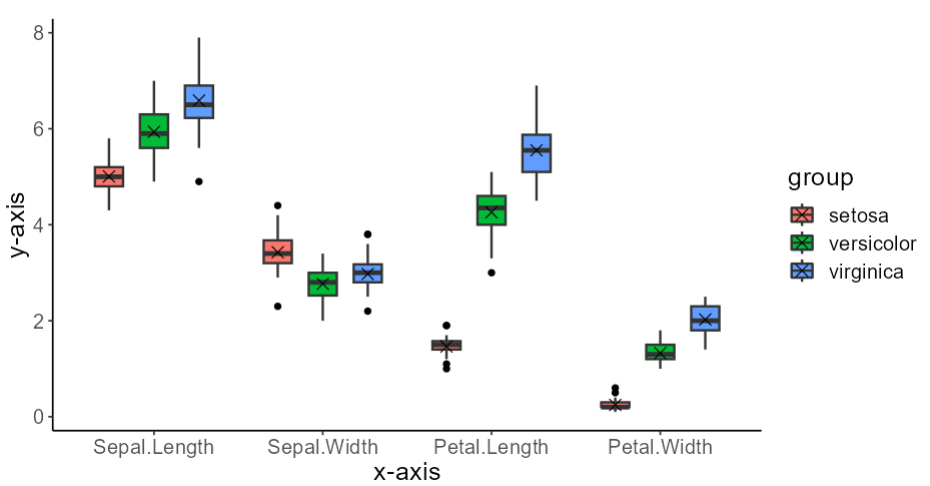 8
6
4
2
0
y-axis
Sepal.Length Sepal.Width Petal.Length Petal.Width
x-axis
group
setosa
versicolor
virginica